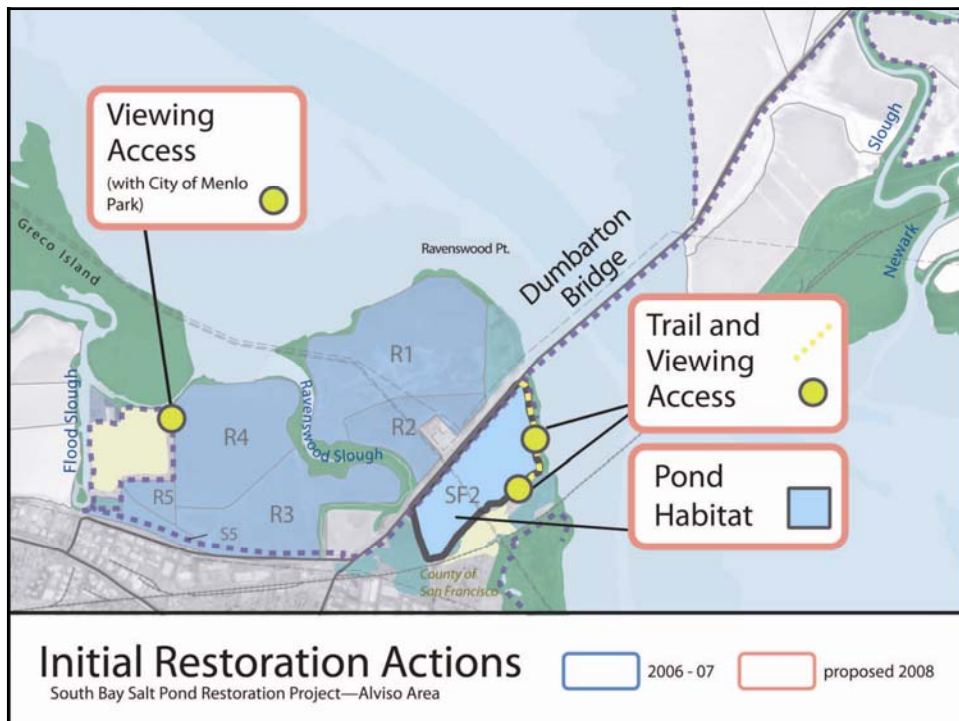 Viewing
Access
(with City of Menlo
Park)
Greco Island
Ravenswood Pt.
Dumbarton
Bridge
Slough
Newark
Trail and
Viewing
Access
R1
R2
Ravenswood Slough
Flood Slough
R4
R5
R3
S5
SF2
Pond
Habitat
County of
San Francisco
Initial Restoration Actions
South Bay Salt Pond Restoration Project—Alviso Area
2006 - 07
proposed 2008